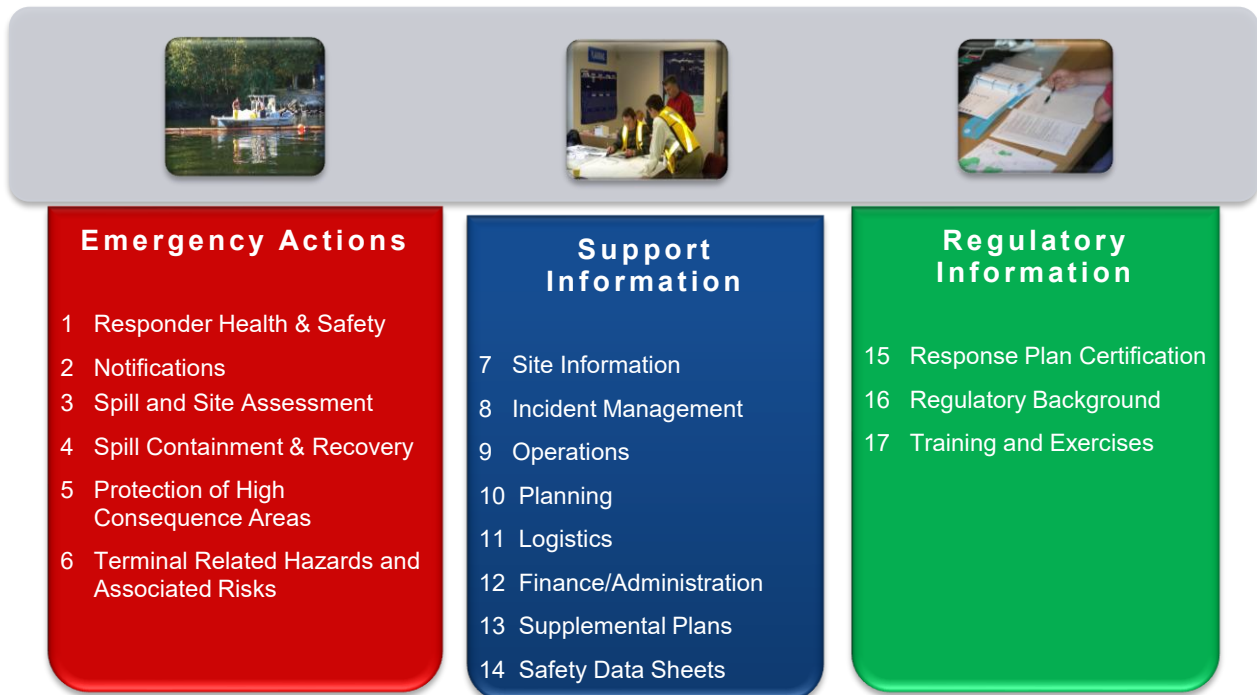 Emergency Actions
1 Responder Health & Safety
2 Notifications
3 Spill and Site Assessment
4 Spill Containment & Recovery
5 Protection of High
Consequence Areas
6 Terminal Related Hazards and
Associated Risks
Support
Information
7 Site Information
8 Incident Management
9 Operations
10 Planning
11 Logistics
12 Finance/Administration
13 Supplemental Plans
14 Safety Data Sheets
Regulatory
Information
15 Response Plan Certification
16 Regulatory Background
17 Training and Exercises